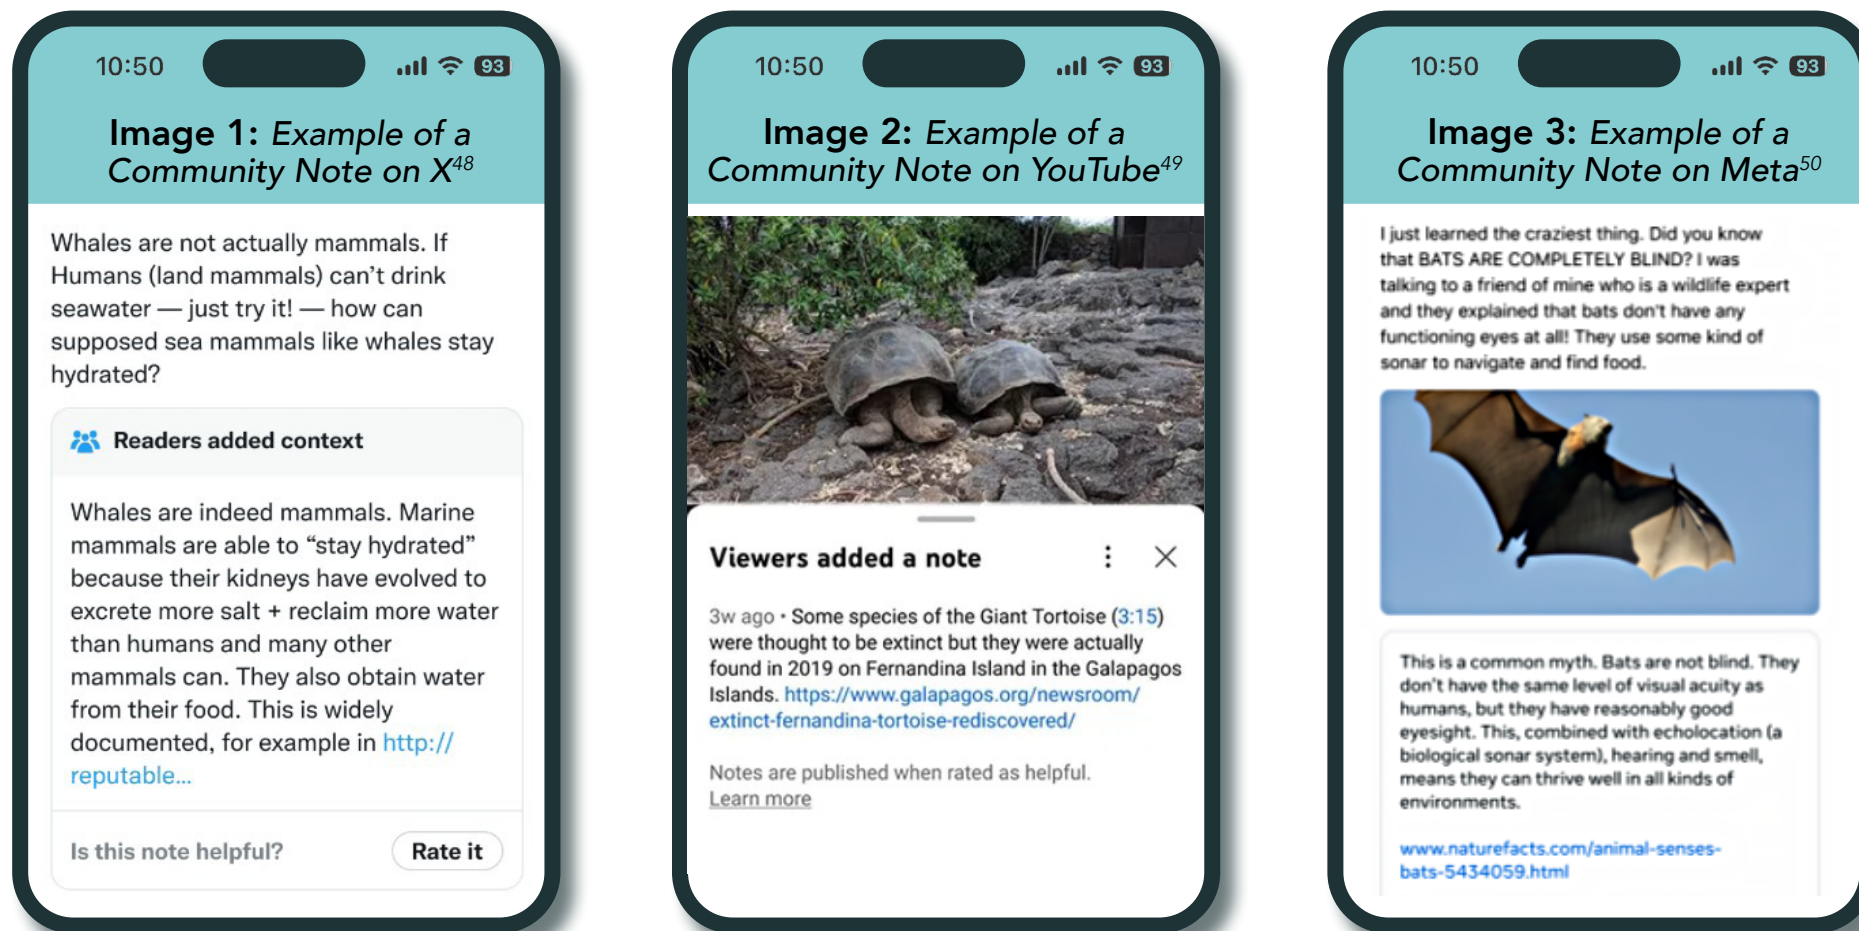 10:50
93
Image 1: Example of a
Community Note on X48
Whales are not actually mammals. If
Humans (land mammals) can’t drink
seawater — just try it! — how can
supposed sea mammals like whales stay
hydrated?
Readers added context
Whales are indeed mammals. Marine
mammals are able to “stay hydrated”
because their kidneys have evolved to
excrete more salt + reclaim more water
than humans and many other
mammals can. They also obtain water
from their food. This is widely
documented, for example in http://
reputable...
Is this note helpful?
Rate it
10:50
93
Image 2: Example of a
Community Note on YouTube49
Viewers added a note
3w ago • Some species of the Giant Tortoise (3:15)
were thought to be extinct but they were actually
found in 2019 on Fernandina Island in the Galapagos
Islands. https://www.galapagos.org/newsroom/
extinct-fernandina-tortoise-rediscovered/
Notes are published when rated as helpful.
Learn more
10:50
93
Image 3: Example of a
Community Note on Meta50
I just learned the craziest thing. Did you know
that BATS ARE COMPLETELY BLIND? I was
talking to a friend of mine who is a wildlife expert
and they explained that bats don't have any
functioning eyes at all! They use some kind of
sonar to navigate and find food.
This is a common myth. Bats are not blind. They
don't have the same level of visual acuity as
humans, but they have reasonably good
eyesight. This, combined with echolocation (a
biological sonar system), hearing and smell,
means they can thrive well in all kinds of
environments.
www.naturefacts.com/animal-senses-
bats-5434059.html